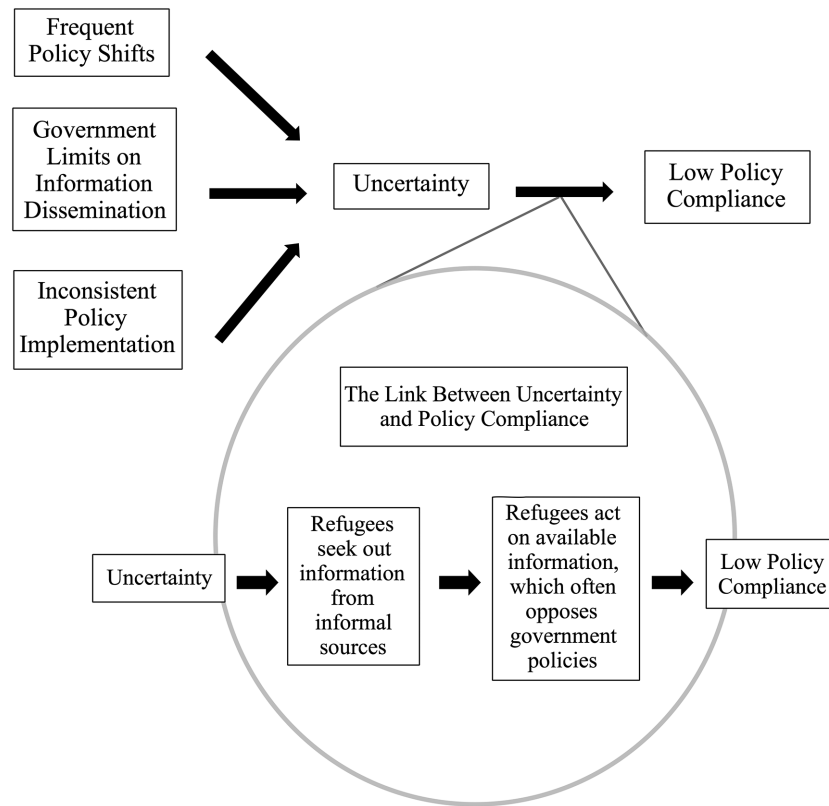 Frequent
Policy Shifts
Government
Limits on
Information
Dissemination
Inconsistent
Policy
Implementation
Uncertainty
Low Policy
Compliance
The Link Between Uncertainty
and Policy Compliance
Uncertainty
Refugees
seek out
information
from
informal
sources
Refugees act
on available
information,
which often
opposes
government
policies
Low Policy
Compliance